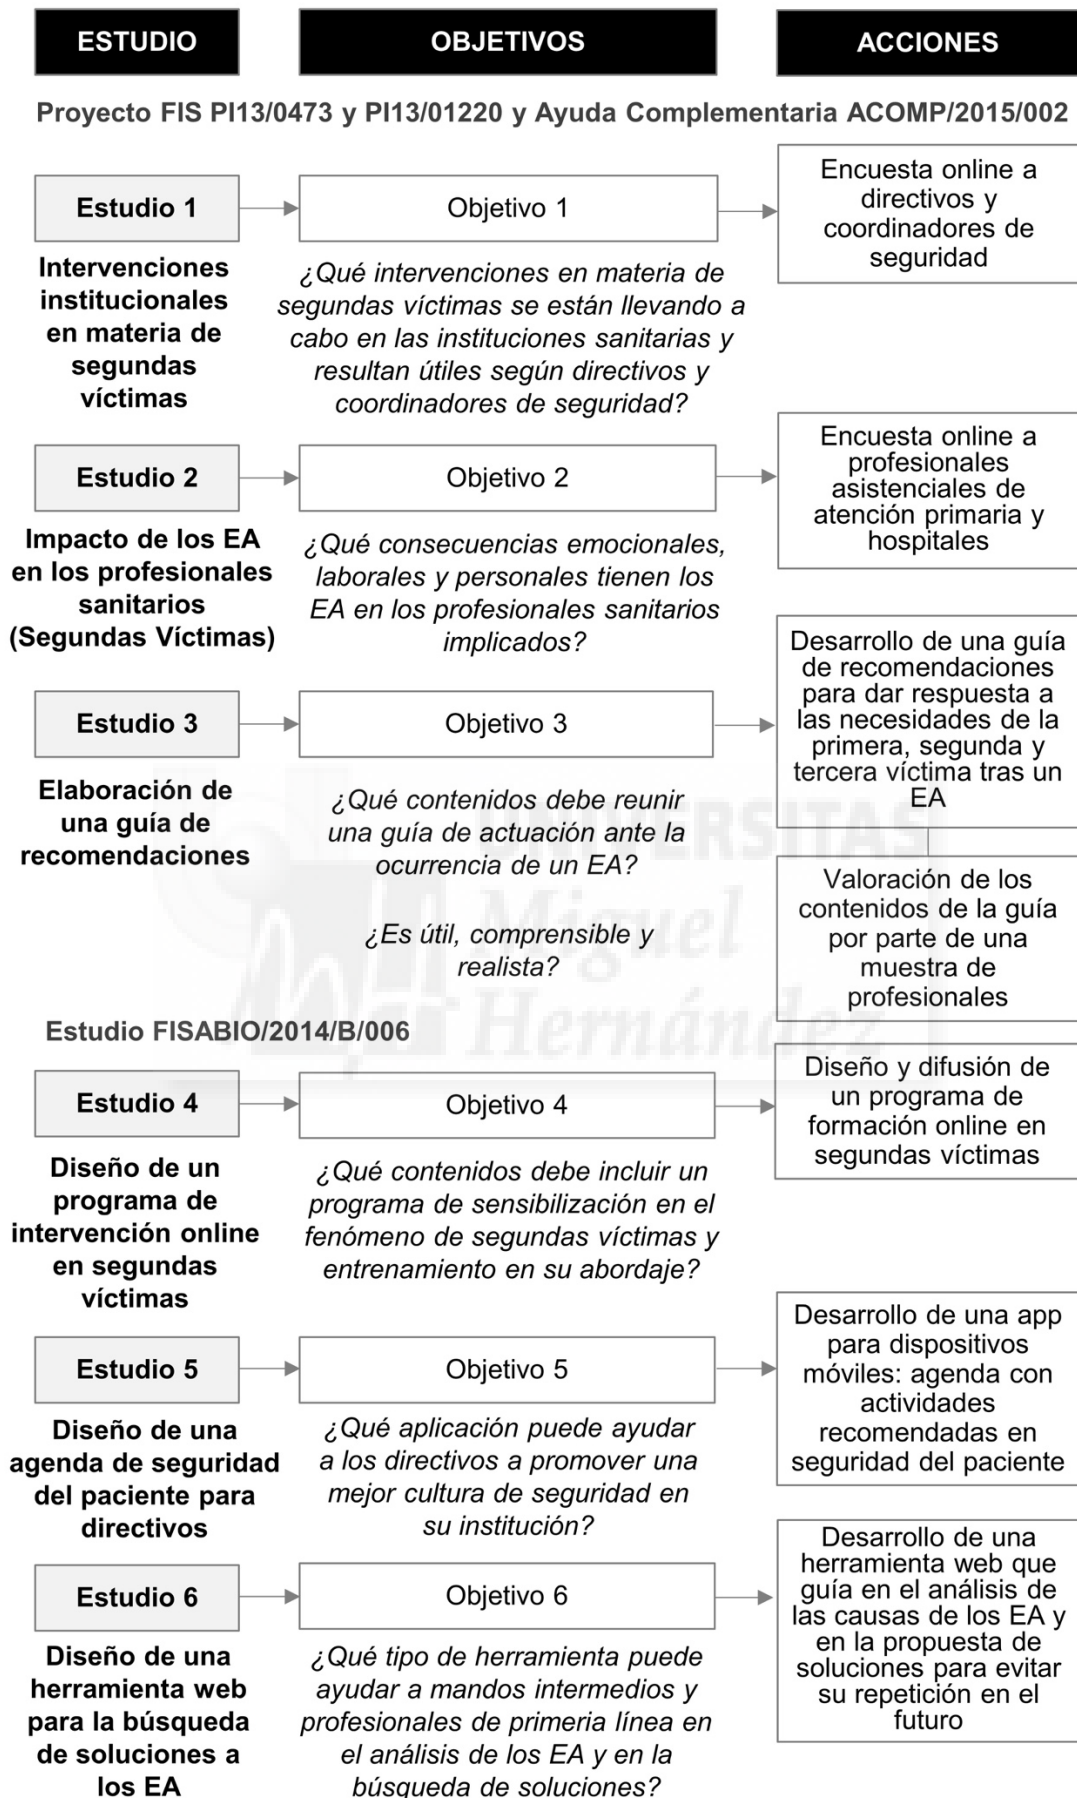 ESTUDIO
OBJETIVOS
ACCIONES
Proyecto FIS PI13/0473 y PI13/01220 y Ayuda Complementaria ACOMP/2015/002
Estudio 1
Intervenciones
institucionales
en materia de
segundas
víctimas
Objetivo 1
¿Qué intervenciones en materia de
segundas víctimas se están llevando a
cabo en las instituciones sanitarias y
resultan útiles según directivos y
coordinadores de seguridad?
Encuesta online a
directivos y
coordinadores de
seguridad
Estudio 2
Impacto de los EA
en los profesionales
sanitarios
(Segundas Víctimas)
Objetivo 2
¿Qué consecuencias emocionales,
laborales y personales tienen los
EA en los profesionales sanitarios
implicados?
Encuesta online a
profesionales
asistenciales de
atención primaria y
hospitales
Estudio 3
Elaboración de
una guía de
recomendaciones
Objetivo 3
¿Qué contenidos debe reunir
una guía de actuación ante la
ocurrencia de un EA?
¿Es útil, comprensible y
realista?
Desarrollo de una guía
de recomendaciones
para dar respuesta a
las necesidades de la
primera, segunda y
tercera víctima tras un
EA
Valoración de los
contenidos de la guía
por parte de una
muestra de
profesionales
UNIVERSITAS
Miguel
Hernández
Estudio FISABIO/2014/B/006
Estudio 4
Diseño de un
programa de
intervención online
en segundas
víctimas
Objetivo 4
¿Qué contenidos debe incluir un
programa de sensibilización en el
fenómeno de segundas víctimas y
entrenamiento en su abordaje?
Diseño y difusión de
un programa de
formación online en
segundas víctimas
Estudio 5
Diseño de una
agenda de seguridad
del paciente para
directivos
Objetivo 5
¿Qué aplicación puede ayudar
a los directivos a promover una
mejor cultura de seguridad en
su institución?
Desarrollo de una app
para dispositivos
móviles: agenda con
actividades
recomendadas en
seguridad del paciente
Estudio 6
Diseño de una
herramienta web
para la búsqueda
de soluciones a
los EA
Objetivo 6
¿Qué tipo de herramienta puede
ayudar a mandos intermedios y
profesionales de primeria línea en
el análisis de los EA y en la
búsqueda de soluciones?
Desarrollo de una
herramienta web que
guía en el análisis de
las causas de los EA y
en la propuesta de
soluciones para evitar
su repetición en el
futuro